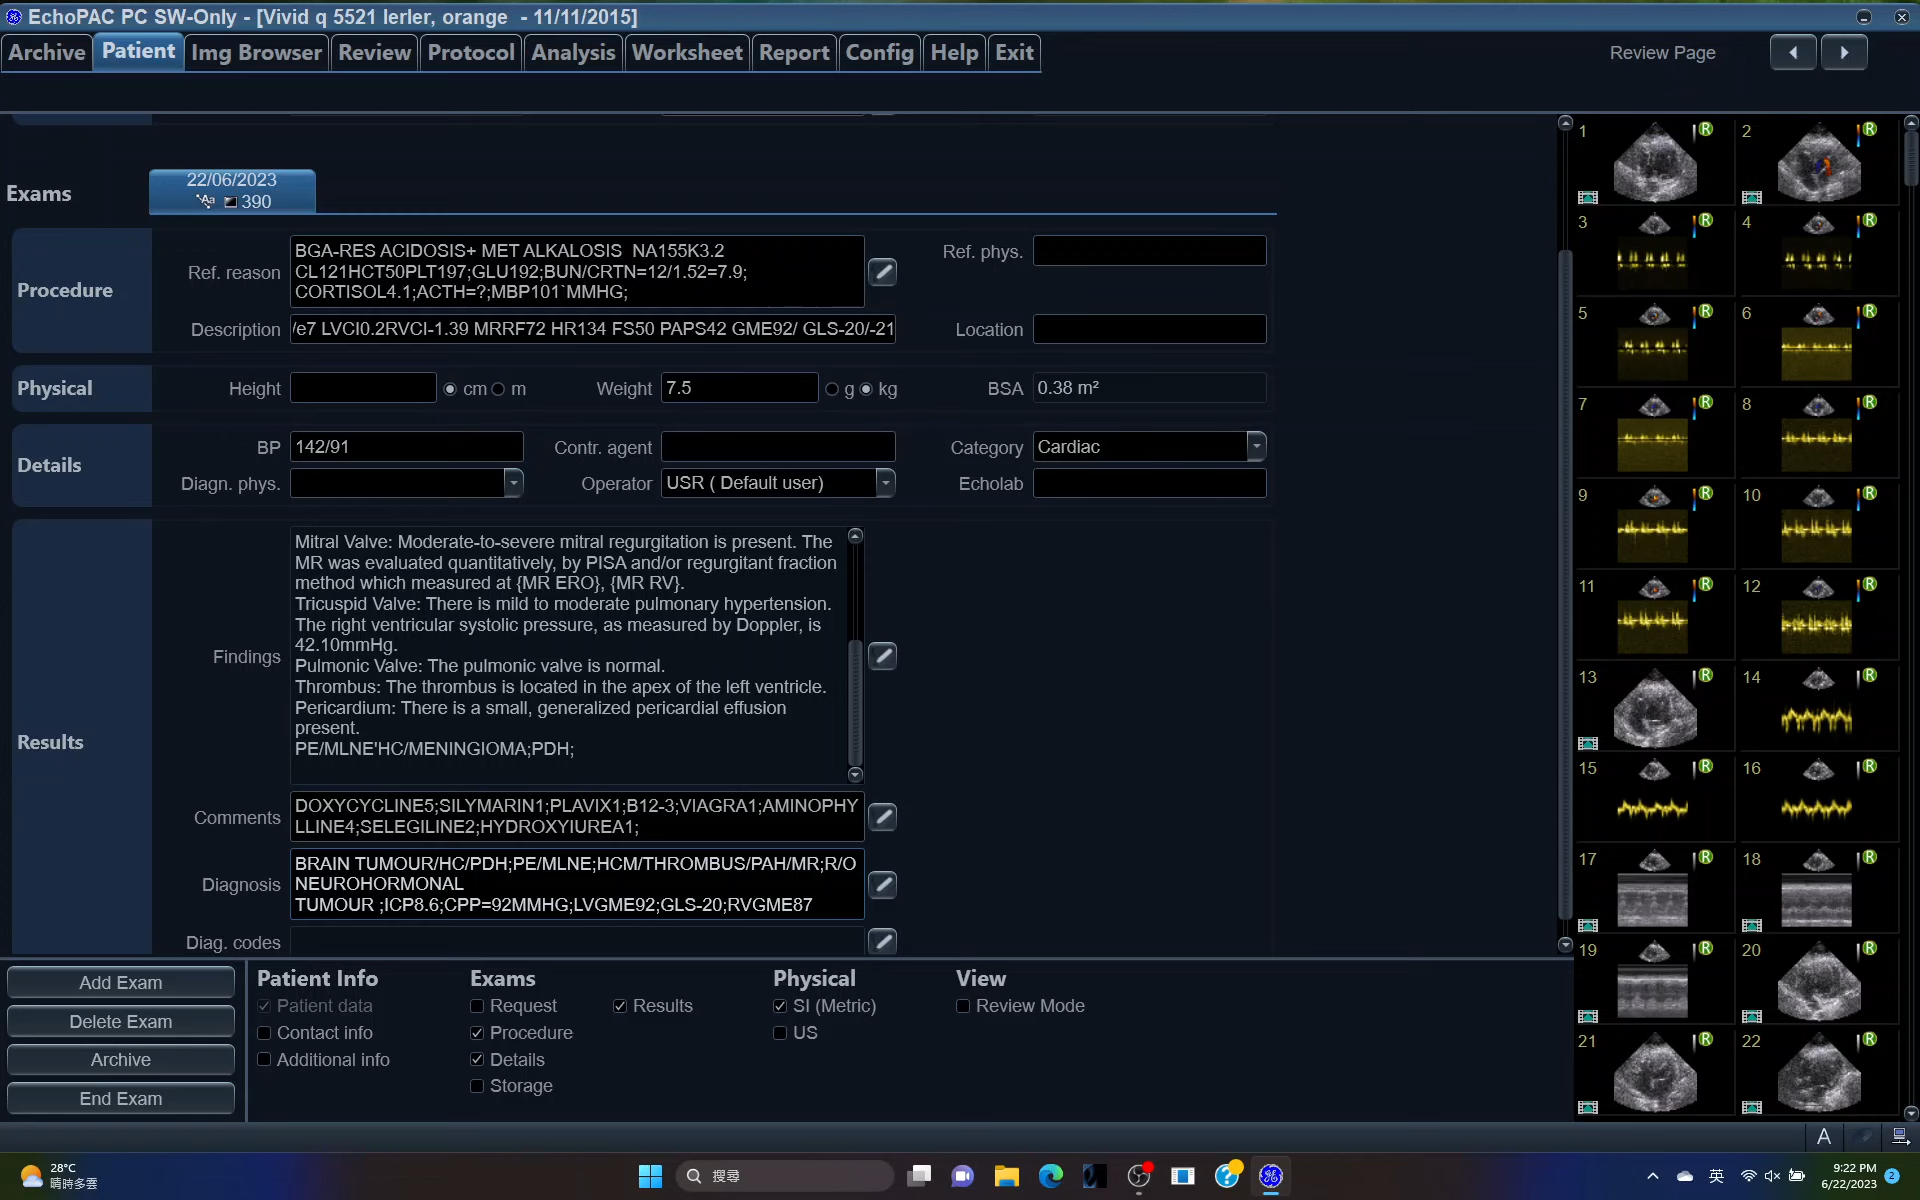 EchoPAC PC SW-Only - [Vivid q 5521 lerler, orange - 11/11/2015]
Archive Patient Img Browser Review Protocol Analysis Worksheet Report Config Help Exit
Review Page
Exams
22/06/2023
390
Procedure
Ref. reason
BGA-RES ACIDOSIS+ MET ALKALOSIS NA155K3.2
CL121HCT50PLT197;GLU192;BUN/CRTN=12/1.52=7.9;
CORTISOL4.1;ACTH=?;MBP101`MMHG;
Ref. phys.
Description /e7 LVCI0.2RVCI-1.39 MRRF72 HR134 FS50 PAPS42 GME92/ GLS-20/-21
Location
Physical
Height cm m
Weight 7.5 g kg
BSA 0.38 m²
Details
BP 142/91
Contr. agent
Category Cardiac
Diagn. phys.
Operator USR ( Default user)
Echolab
Results
Findings
Mitral Valve: Moderate-to-severe mitral regurgitation is present. The
MR was evaluated quantitatively, by PISA and/or regurgitant fraction
method which measured at {MR ERO}, {MR RV}.
Tricuspid Valve: There is mild to moderate pulmonary hypertension.
The right ventricular systolic pressure, as measured by Doppler, is
42.10mmHg.
Pulmonic Valve: The pulmonic valve is normal.
Thrombus: The thrombus is located in the apex of the left ventricle.
Pericardium: There is a small, generalized pericardial effusion
present.
PE/MLNE'HC/MENINGIOMA;PDH;
Comments
DOXYCYCLINE5;SILYMARIN1;PLAVIX1;B12-3;VIAGRA1;AMINOPHY
LLINE4;SELEGILINE2;HYDROXYIUREA1;
Diagnosis
BRAIN TUMOUR/HC/PDH;PE/MLNE;HCM/THROMBUS/PAH/MR;R/O
NEUROHORMONAL
TUMOUR ;ICP8.6;CPP=92MMHG;LVGME92;GLS-20;RVGME87
Diag. codes
1 R 2 R
3 R 4 R
5 R 6 R
7 R 8 R
9 R 10 R
11 R 12 R
13 R 14 R
15 R 16 R
17 R 18 R
19 R 20 R
21 R 22 R
Add Exam
Delete Exam
Archive
End Exam
Patient Info
Patient data
Contact info
Additional info
Exams
Request Results
Procedure
Details
Storage
Physical
SI (Metric)
US
View
Review Mode
A
28°C
晴時多雲
搜尋
英
9:22 PM
6/22/2023
2